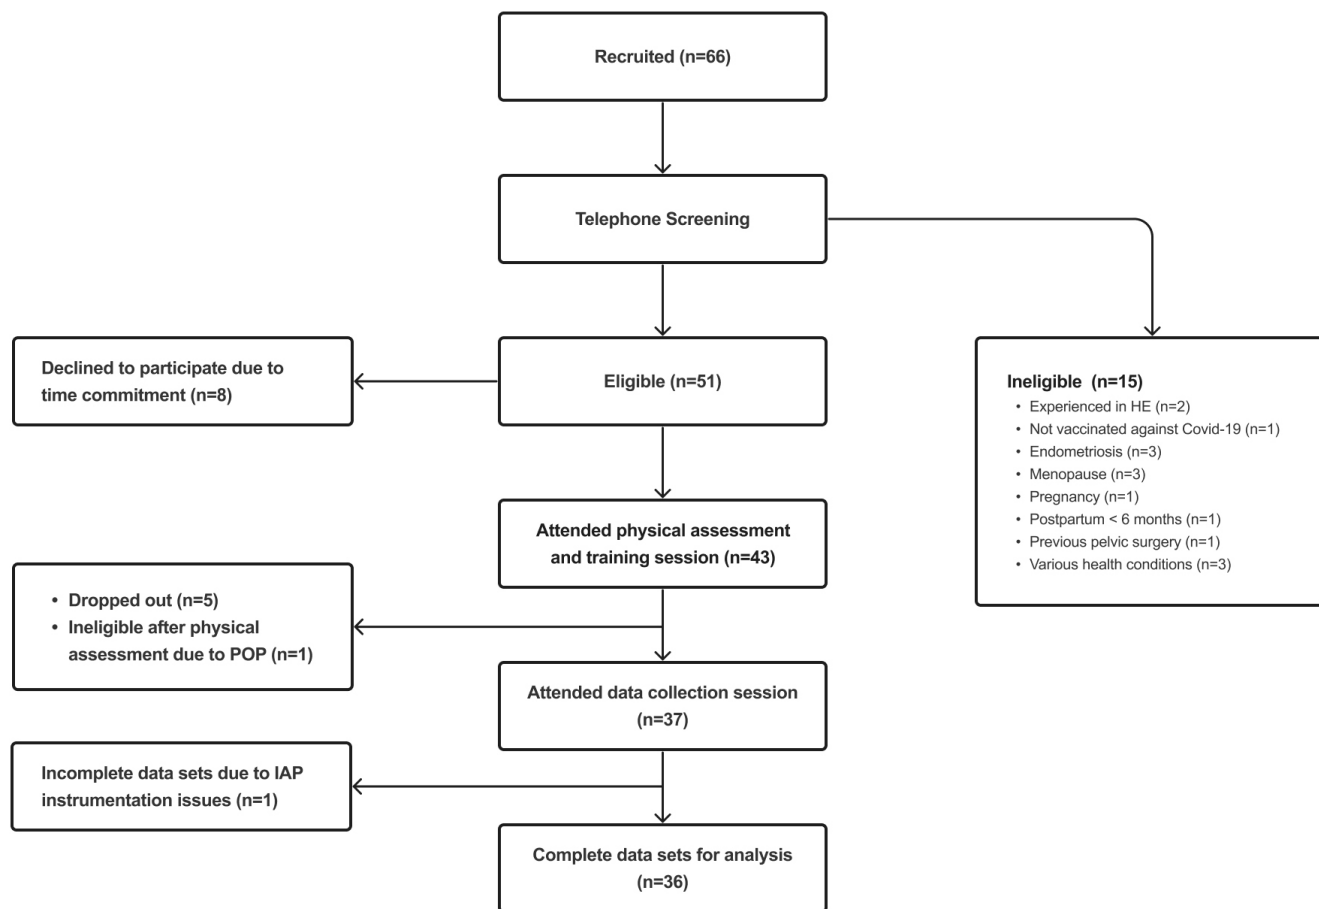 Recruited (n=66)
Telephone Screening
Declined to participate due to
time commitment (n=8)
Eligible (n=51)
Ineligible (n=15)
• Experienced in HE (n=2)
• Not vaccinated against Covid-19 (n=1)
• Endometriosis (n=3)
• Menopause (n=3)
• Pregnancy (n=1)
• Postpartum < 6 months (n=1)
• Previous pelvic surgery (n=1)
• Various health conditions (n=3)
Attended physical assessment
and training session (n=43)
• Dropped out (n=5)
• Ineligible after physical
assessment due to POP (n=1)
Attended data collection session
(n=37)
Incomplete data sets due to IAP
instrumentation issues (n=1)
Complete data sets for analysis
(n=36)